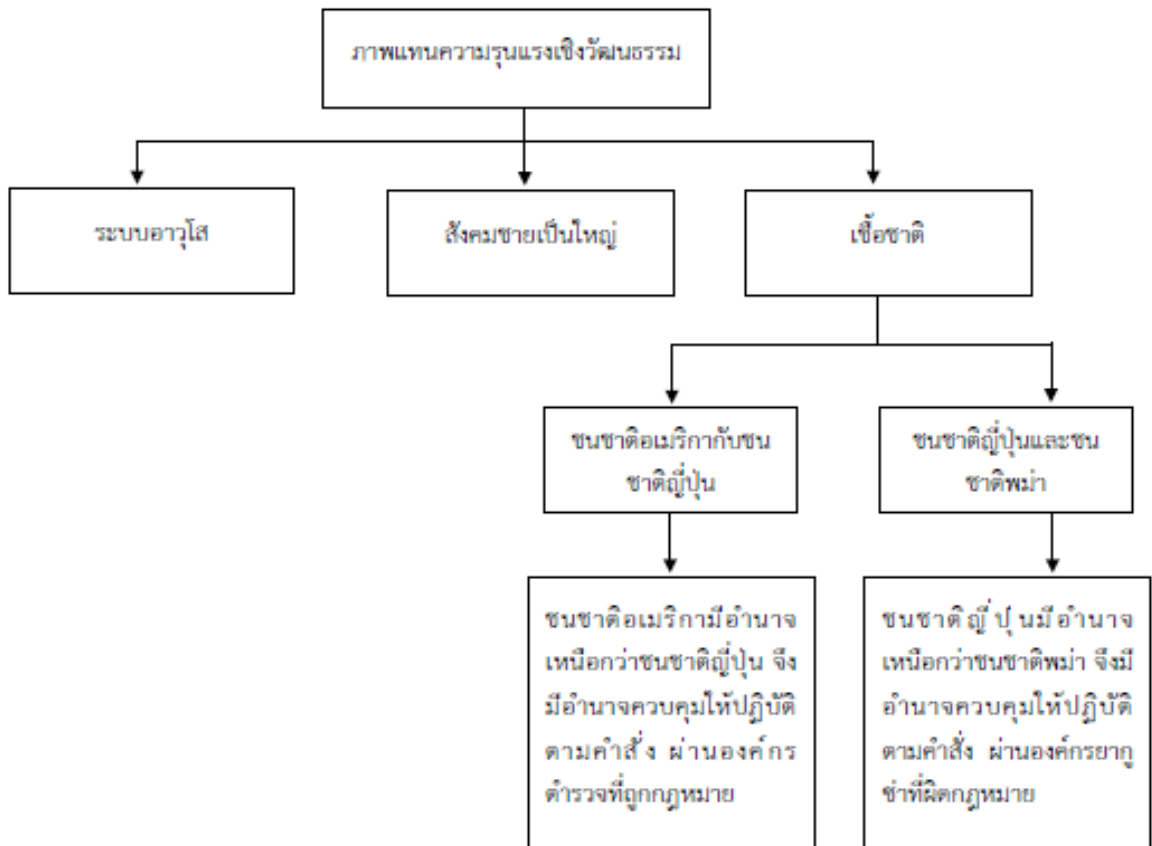 ภาพแทนความรุนแรงเชิงวัฒนธรรม
ระบบอาวุโส
สังคมชายเป็นใหญ่
เชื้อชาติ
ชนชาติอเมริกากับชน
ชาติญี่ปุ่น
ชนชาติญี่ปุ่นและชน
ชาติพม่า
ชนชาติอเมริกามีอำนาจ
เหนือกว่าชนชาติญี่ปุ่น จึง
มีอำนาจควบคุมให้ปฏิบัติ
ตามคำสั่ง ผ่านองค์กร
ตำรวจที่ถูกกฎหมาย
ชนชาติญี่ปุ่นมีอำนาจ
เหนือกว่าชนชาติพม่า จึงมี
อำนาจควบคุมให้ปฏิบัติ
ตามคำสั่ง ผ่านองค์กรยากู
ซ่าที่ผิดกฎหมาย